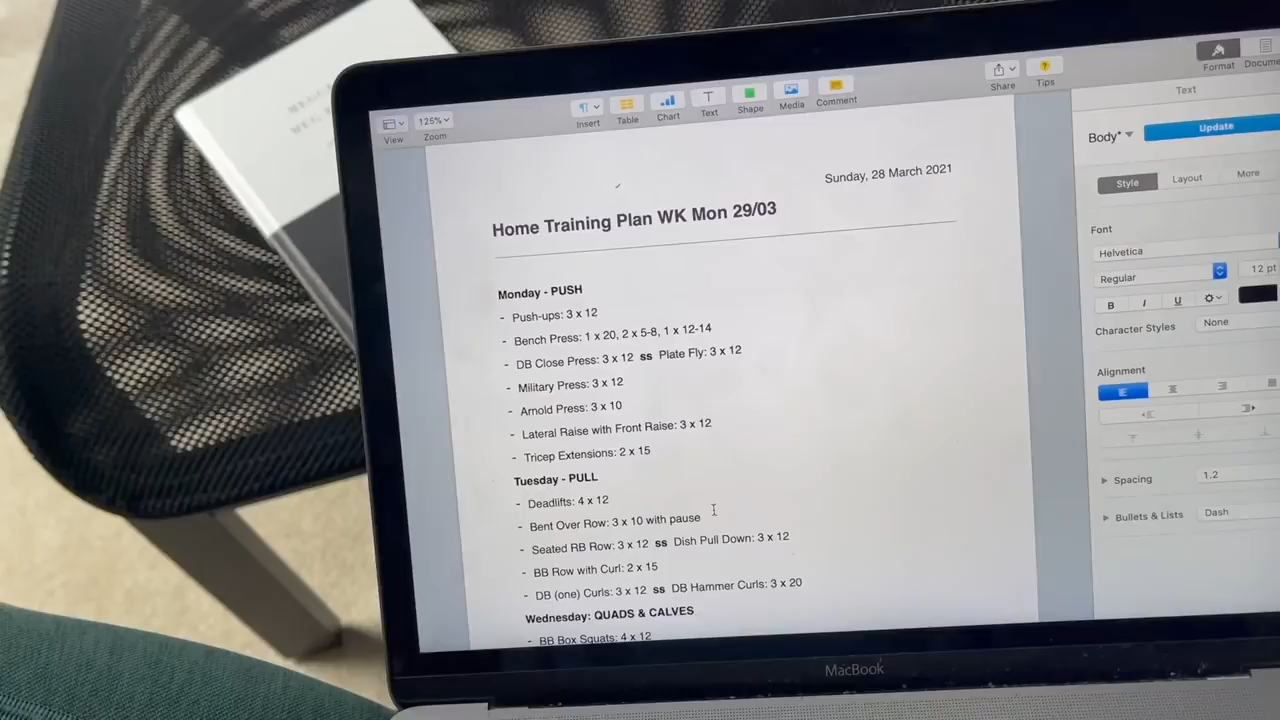 View
125%
Zoom
Insert
Table
Chart
Text
Shape
Media
Comment
Share
Tips
Format
Docume
Text
Sunday, 28 March 2021
Home Training Plan WK Mon 29/03
Monday - PUSH
- Push-ups: 3 x 12
- Bench Press: 1 x 20, 2 x 5-8, 1 x 12-14
- DB Close Press: 3 x 12 ss Plate Fly: 3 x 12
- Military Press: 3 x 12
- Arnold Press: 3 x 10
- Lateral Raise with Front Raise: 3 x 12
- Tricep Extensions: 2 x 15
Tuesday - PULL
- Deadlifts: 4 x 12
- Bent Over Row: 3 x 10 with pause
- Seated RB Row: 3 x 12 ss Dish Pull Down: 3 x 12
- BB Row with Curl: 2 x 15
- DB (one) Curls: 3 x 12 ss DB Hammer Curls: 3 x 20
Wednesday: QUADS & CALVES
- BB Box Squats: 4 x 12
Body*
Update
Style
Layout
More
Font
Helvetica
Regular
12 pt
B I U
Character Styles
None
Alignment
Spacing
1.2
Bullets & Lists
Dash
MacBook